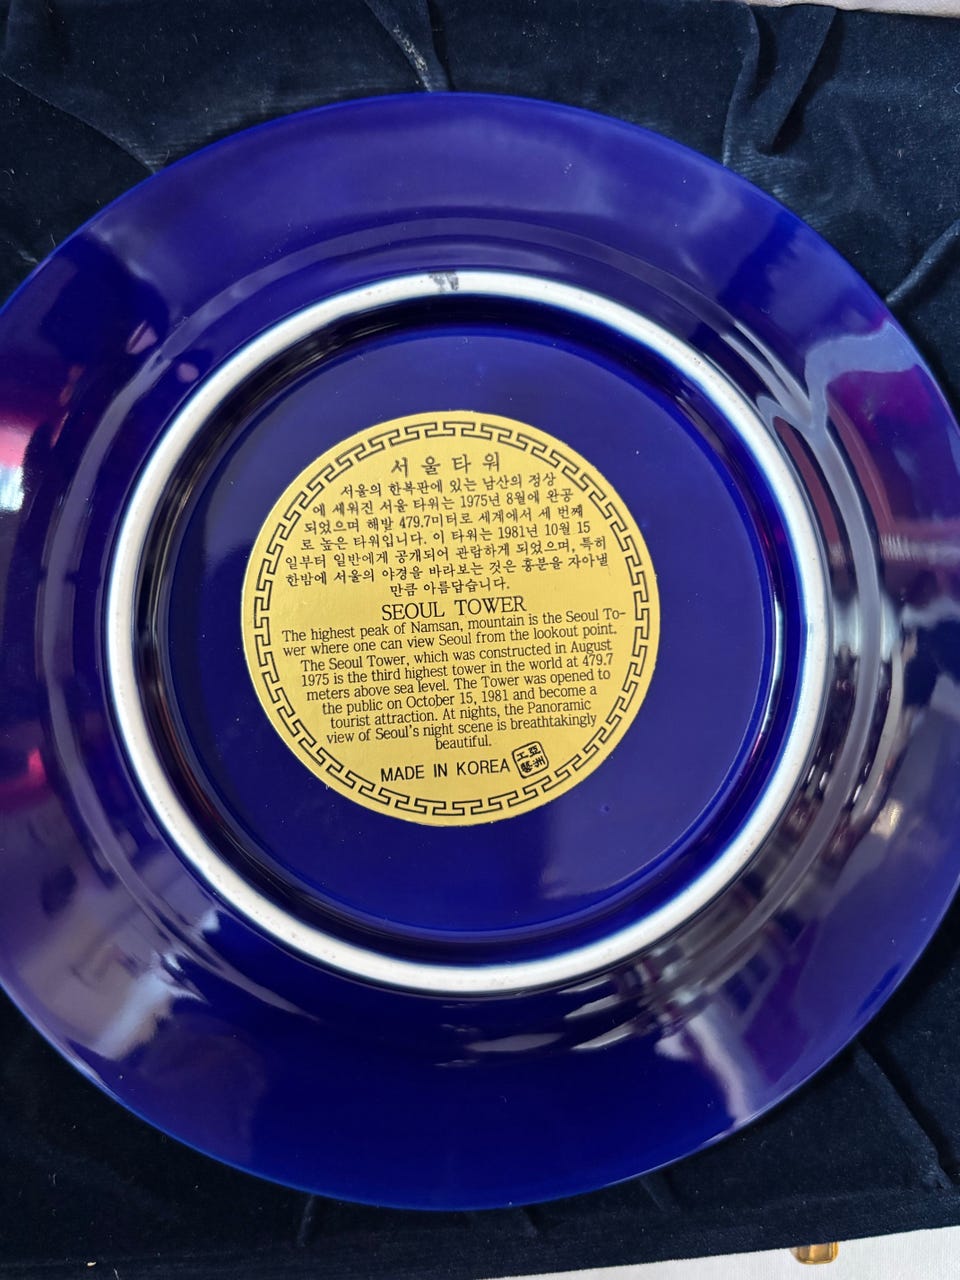 서울타워
서울의 한복판에 있는 남산의 정상
에 세워진 서울 타워는 1975년 8월에 완공
되었으며 해발 479.7미터로 세계에서 세 번째
로 높은 타워입니다. 이 타워는 1981년 10월 15
일부터 일반에게 공개되어 관람하게 되었으며, 특히
한밤에 서울의 야경을 바라보는 것은 흥분을 자아낼
만큼 아름답습니다.
SEOUL TOWER
The highest peak of Namsan, mountain is the Seoul To-
wer where one can view Seoul from the lookout point.
The Seoul Tower, which was constructed in August
1975 is the third highest tower in the world at 479.7
meters above sea level. The Tower was opened to
the public on October 15, 1981 and become a
tourist attraction. At nights, the Panoramic
view of Seoul's night scene is breathtakingly
beautiful.
MADE IN KOREA 亞洲工藝